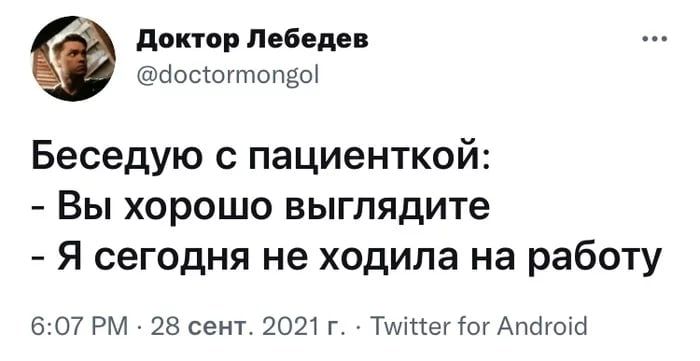 Доктор Лебедев
@doctormongol
Беседую с пациенткой:
- Вы хорошо выглядите
- Я сегодня не ходила на работу
6:07 PM · 28 сент. 2021 г. · Twitter for Android